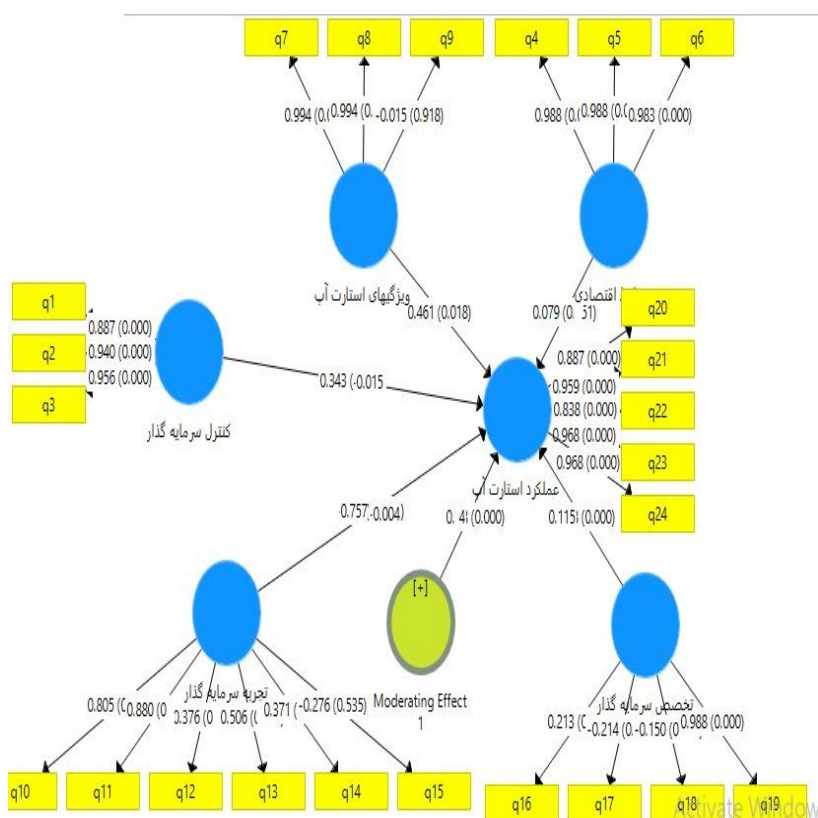 q7 q8 q9 q4 q5 q6
0.994 0.994 -0.015 (0.918) 0.988 0.988 0.983 (0.000)
ویژگیهای استارت آپ
اقتصادی
q1
q2
q3
0.887 (0.000)
0.940 (0.000)
0.956 (0.000)
0.461 (0.018)
0.079
q20
q21
q22
q23
q24
0.887 (0.000)
0.959 (0.000)
0.838 (0.000)
0.968 (0.000)
0.968 (0.000)
0.343 (-0.015
کنترل سرمایه گذار
عملکرد استارت آپ
0.757 -0.004)
(0.000)
(0.000)
[+]
Moderating Effect
1
تجربه سرمایه گذار
تخصص سرمایه گذار
0.805 0.880 0.376 0.506 0.371 -0.276 (0.535)
0.213 -0.214 -0.150 0.988 (0.000)
q10 q11 q12 q13 q14 q15 q16 q17 q18 q19
Activate Window